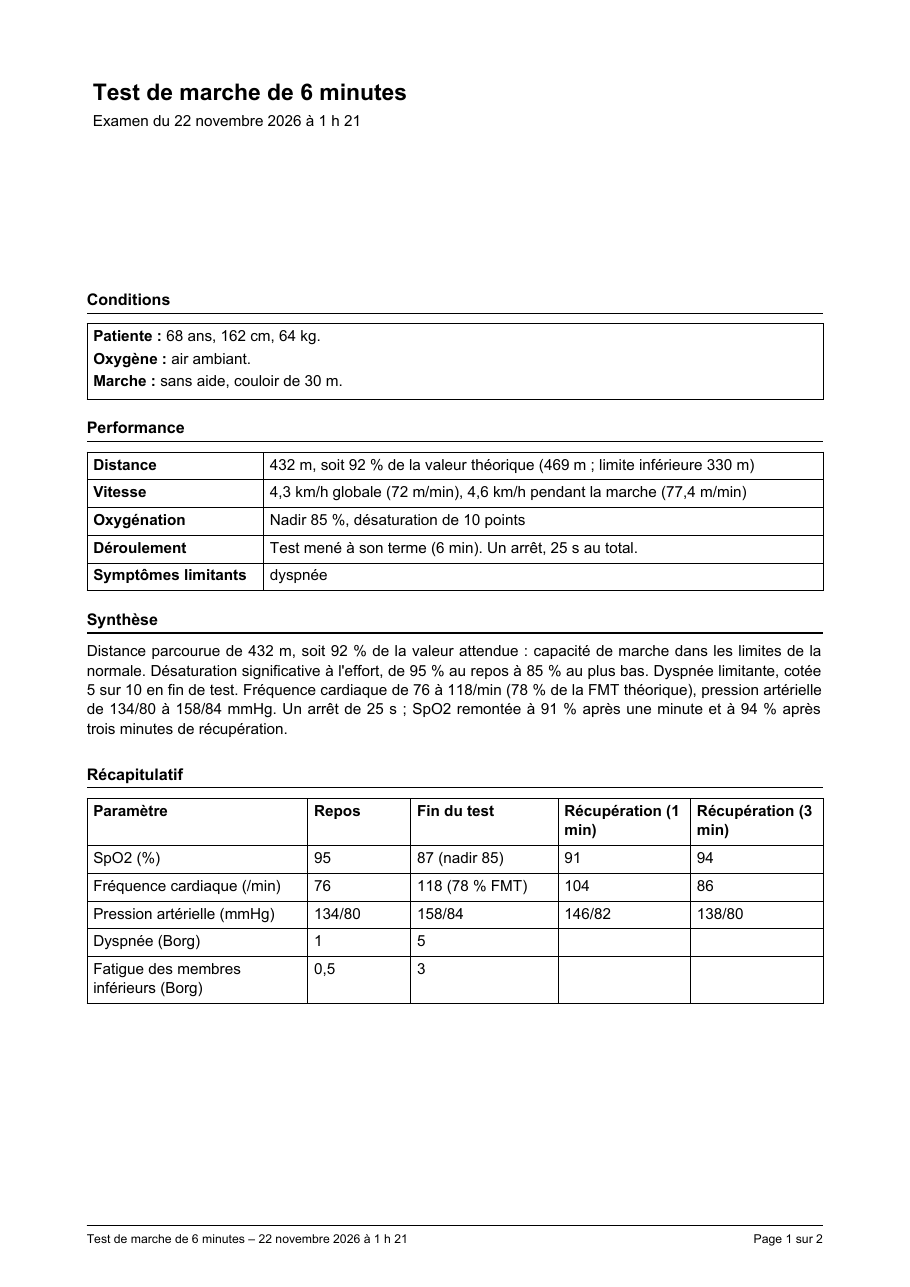 Test de marche de 6 minutes
Examen du 22 novembre 2026 à 1 h 21
Conditions
Patiente : 68 ans, 162 cm, 64 kg.
Oxygène : air ambiant.
Marche : sans aide, couloir de 30 m.
Performance
Distance 432 m, soit 92 % de la valeur théorique (469 m ; limite inférieure 330 m)
Vitesse 4,3 km/h globale (72 m/min), 4,6 km/h pendant la marche (77,4 m/min)
Oxygénation Nadir 85 %, désaturation de 10 points
Déroulement Test mené à son terme (6 min). Un arrêt, 25 s au total.
Symptômes limitants dyspnée
Synthèse
Distance parcourue de 432 m, soit 92 % de la valeur attendue : capacité de marche dans les limites de la
normale. Désaturation significative à l'effort, de 95 % au repos à 85 % au plus bas. Dyspnée limitante, cotée
5 sur 10 en fin de test. Fréquence cardiaque de 76 à 118/min (78 % de la FMT théorique), pression artérielle
de 134/80 à 158/84 mmHg. Un arrêt de 25 s ; SpO2 remontée à 91 % après une minute et à 94 % après
trois minutes de récupération.
Récapitulatif
Paramètre Repos Fin du test Récupération (1 Récupération (3
min) min)
SpO2 (%) 95 87 (nadir 85) 91 94
Fréquence cardiaque (/min) 76 118 (78 % FMT) 104 86
Pression artérielle (mmHg) 134/80 158/84 146/82 138/80
Dyspnée (Borg) 1 5
Fatigue des membres 0,5 3
inférieurs (Borg)
Test de marche de 6 minutes – 22 novembre 2026 à 1 h 21 Page 1 sur 2